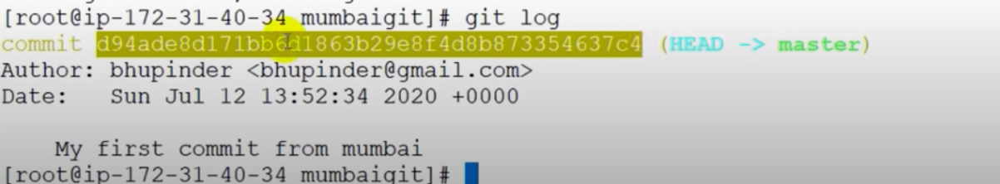 [root@ip-172-31-40-34 mumbaigit]# git log
commit d94ade8d171bb6d1863b29e8f4d8b873354637c4 (HEAD -> master)
Author: bhupinder <bhupinder@gmail.com>
Date:   Sun Jul 12 13:52:34 2020 +0000
    My first commit from mumbai
[root@ip-172-31-40-34 mumbaigit]#